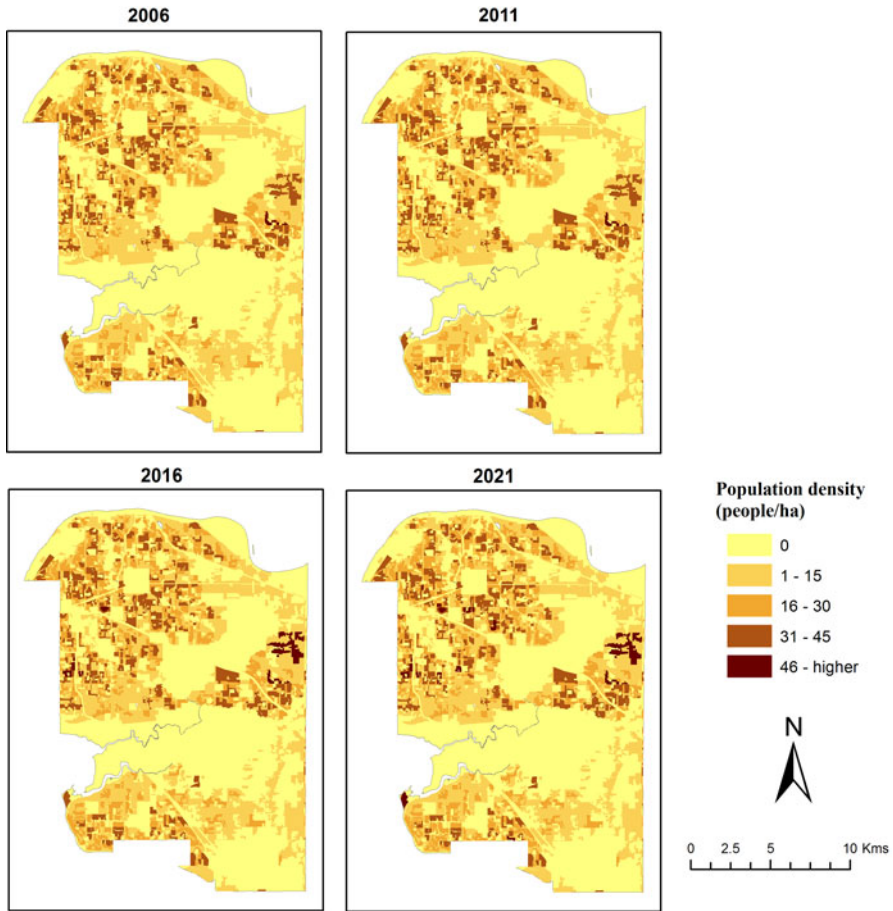 2006
2011
2016
2021
Population density
(people/ha)
0
1 - 15
16 - 30
31 - 45
46 - higher
N
0 2.5 5 10 Kms